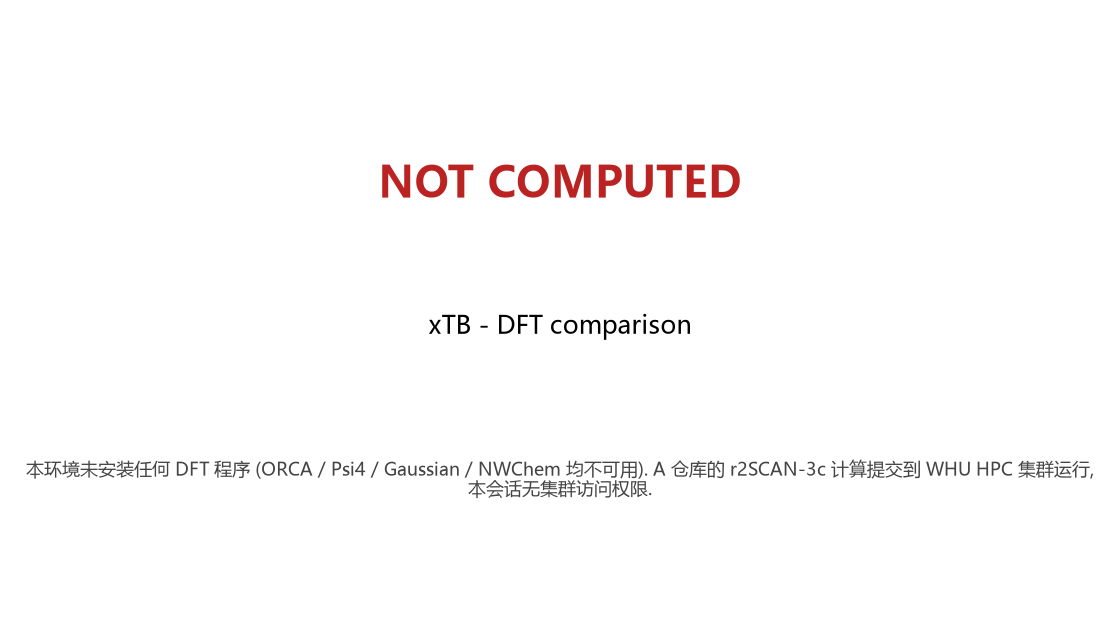 NOT COMPUTED
xTB - DFT comparison
本环境未安装任何 DFT 程序 (ORCA / Psi4 / Gaussian / NWChem 均不可用). A 仓库的 r2SCAN-3c 计算提交到 WHU HPC 集群运行,
本会话无集群访问权限.